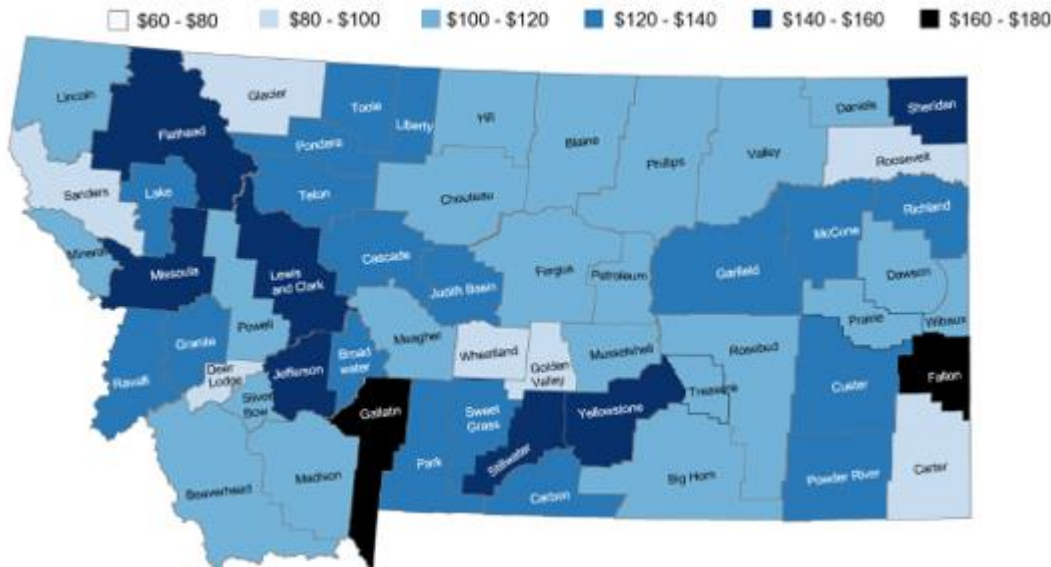 $60 - $80 $80 - $100 $100 - $120 $120 - $140 $140 - $160 $160 - $180
Lincoln
Flathead
Glacier
Toole
Liberty
Hill
Blaine
Phillips
Valley
Daniels
Sheridan
Roosevelt
Pondera
Sanders
Lake
Teton
Chouteau
Richland
McCone
Mineral
Missoula
Lewis
and Clark
Cascade
Judith Basin
Fergus
Petroleum
Garfield
Dawson
Powell
Granite
Ravalli
Deer
Lodge
Silver
Bow
Jefferson
Broad
water
Meagher
Wheatland
Golden
Valley
Musselshell
Rosebud
Treasure
Prairie
Wibaux
Custer
Fallon
Gallatin
Park
Sweet
Grass
Stillwater
Yellowstone
Beaverhead
Madison
Carbon
Big Horn
Powder River
Carter